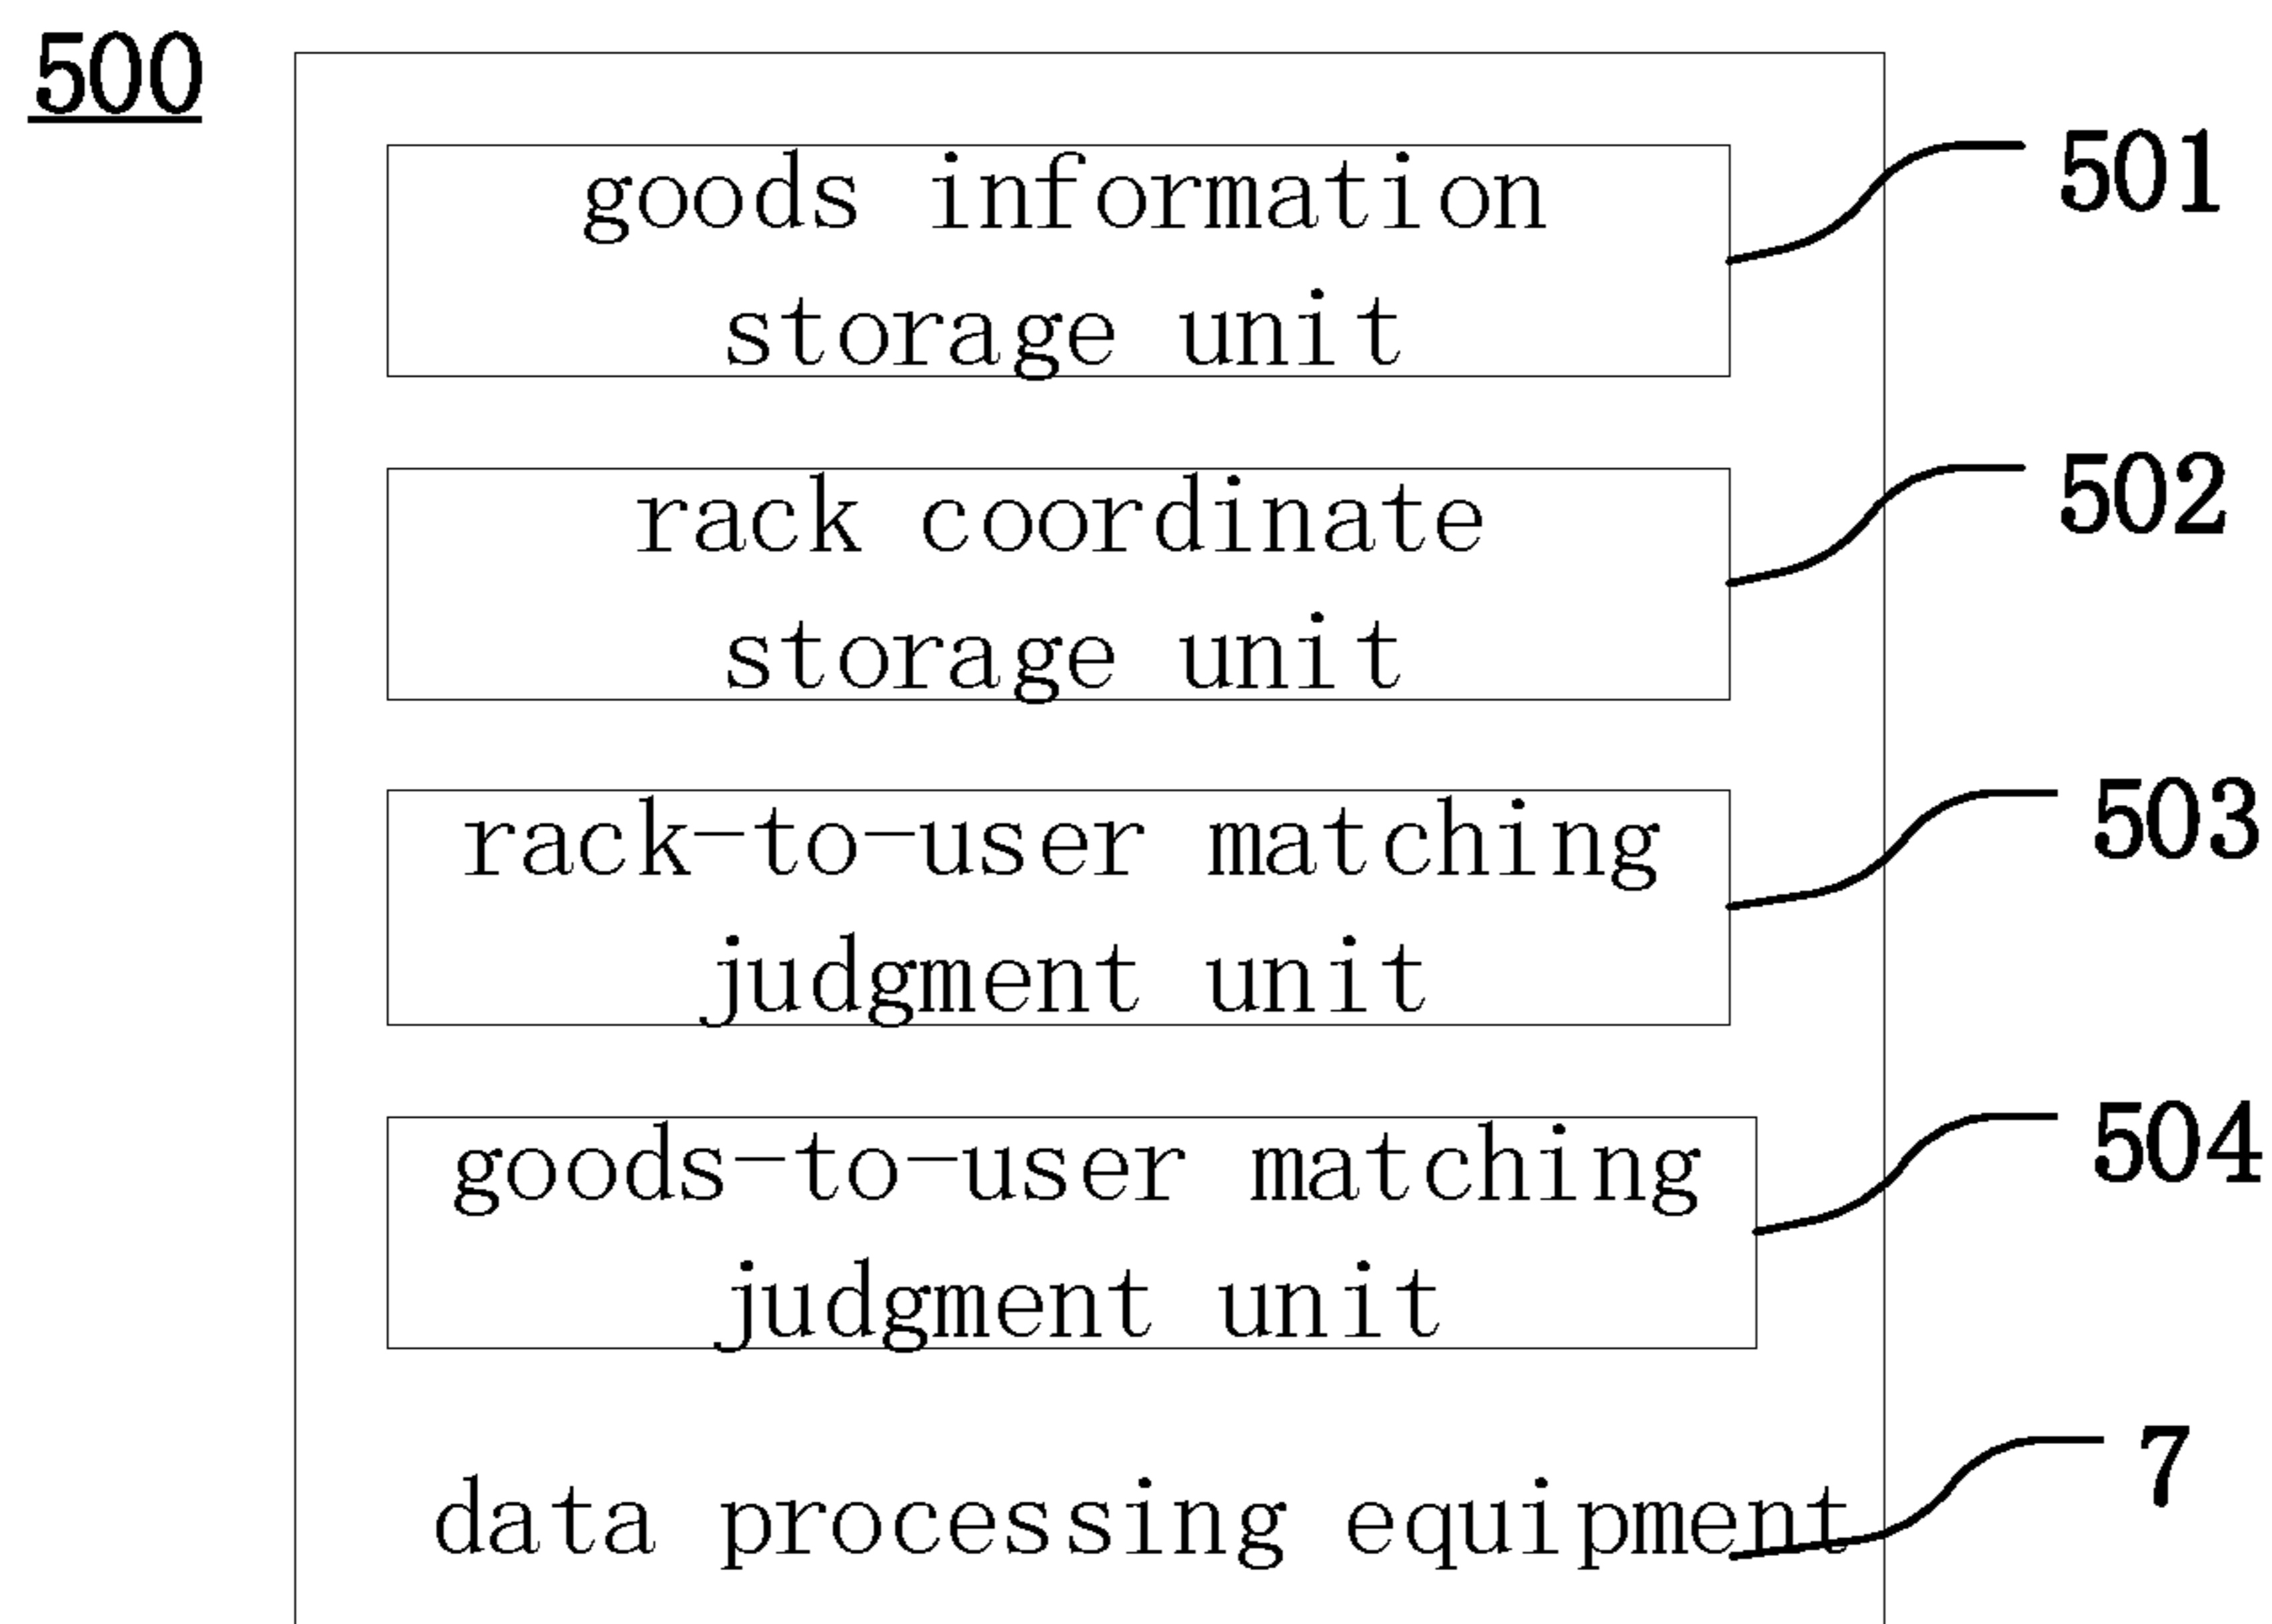 500
goods information
storage unit
501
rack coordinate
storage unit
502
rack-to-user matching
judgment unit
503
goods-to-user matching
judgment unit
504
data processing equipment
7